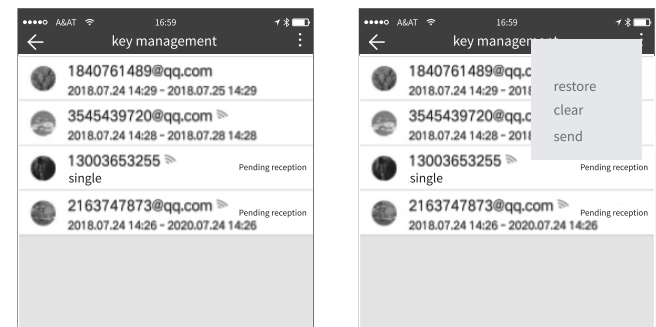 A&AT 16:59
key management
1840761489@qq.com
2018.07.24 14:29 - 2018.07.25 14:29
3545439720@qq.com
2018.07.24 14:28 - 2018.07.28 14:28
13003653255
Pending reception
single
2163747873@qq.com
Pending reception
2018.07.24 14:26 - 2020.07.24 14:26
A&AT 16:59
key managem
1840761489@qq.c
2018.07.24 14:29 - 2018
restore
3545439720@qq.c
clear
2018.07.24 14:28 - 2018
send
13003653255
Pending reception
single
2163747873@qq.com
Pending reception
2018.07.24 14:26 - 2020.07.24 14:26